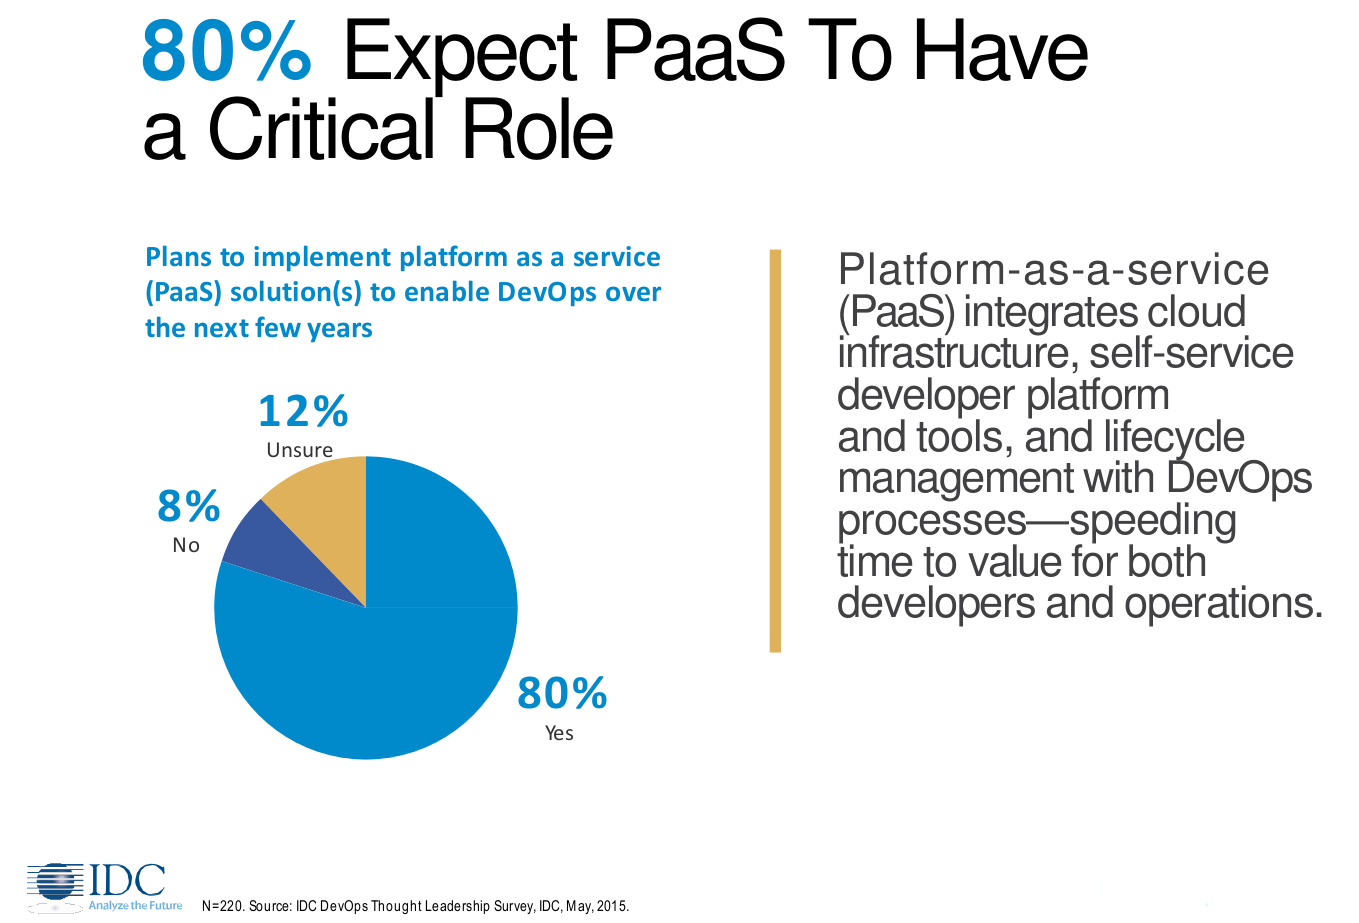 80% Expect PaaS To Have
a Critical Role
Plans to implement platform as a service
(PaaS) solution(s) to enable DevOps over
the next few years
12%
Unsure
8%
No
80%
Yes
Platform-as-a-service
(PaaS) integrates cloud
infrastructure, self-service
developer platform
and tools, and lifecycle
management with DevOps
processes—speeding
time to value for both
developers and operations.
IDC
Analyze the Future
N=220. Source: IDC DevOps Thought Leadership Survey, IDC, May, 2015.